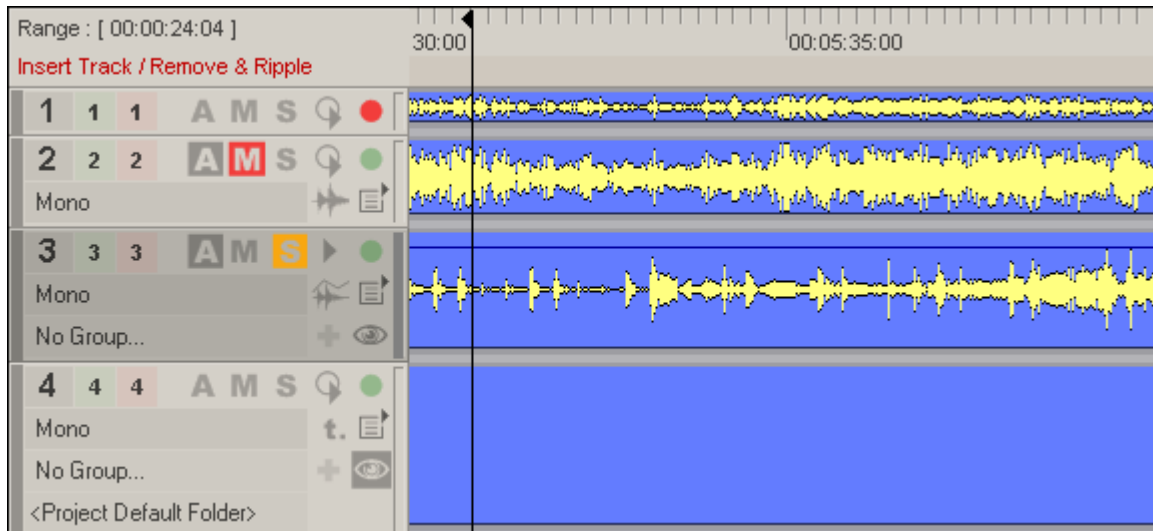 Range : [ 00:00:24:04 ]
Insert Track / Remove & Ripple
30:00
00:05:35:00
1 1 1 A M S
2 2 2 A M S
Mono
3 3 3 A M S
Mono
No Group...
4 4 4 A M S
Mono t.
No Group...
<Project Default Folder>